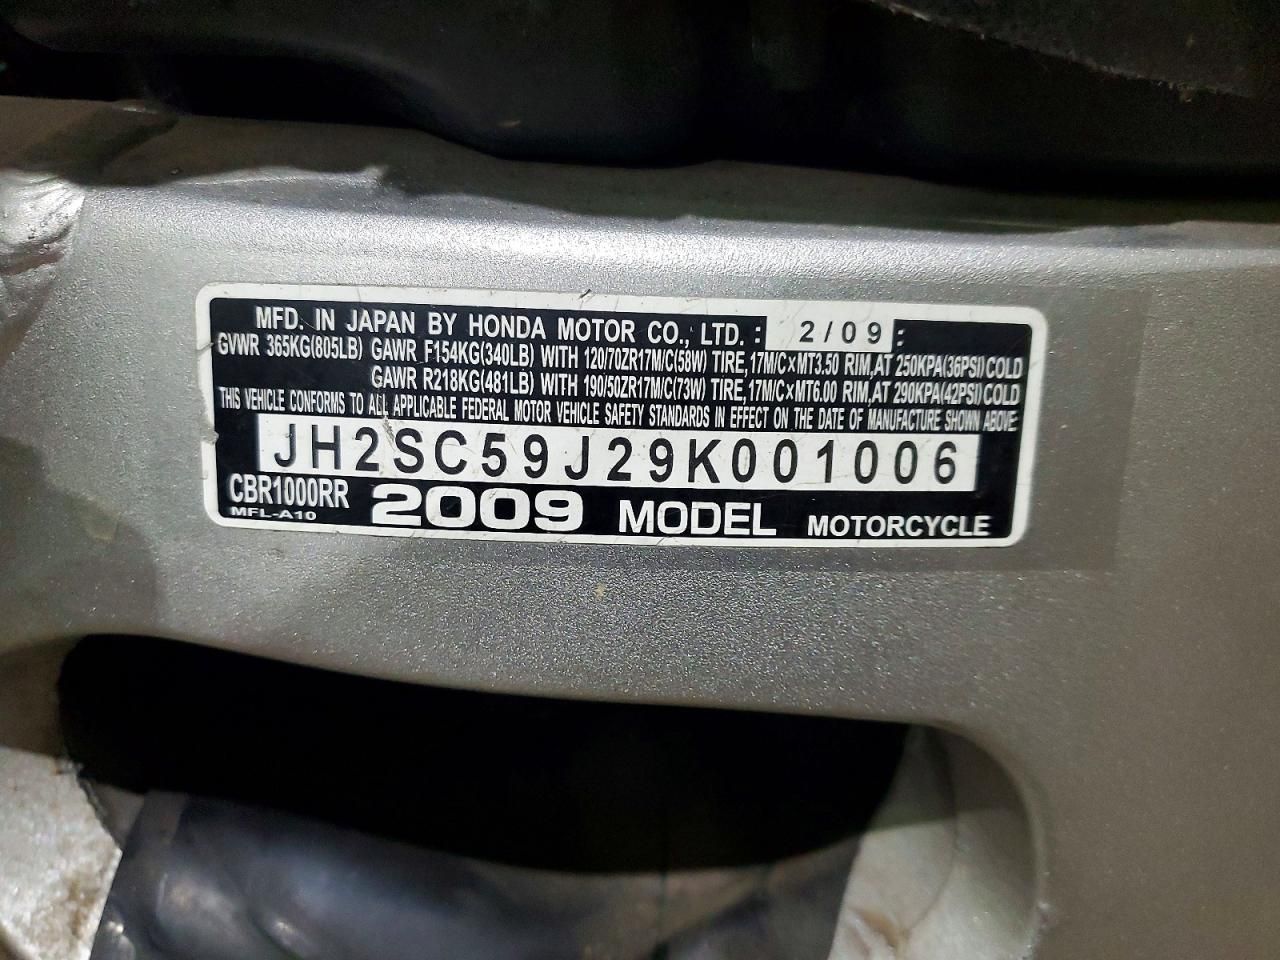 MFD. IN JAPAN BY HONDA MOTOR CO., LTD. : 2/09 :
GVWR 365KG(805LB) GAWR F154KG(340LB) WITH 120/70ZR17M/C(58W) TIRE,17M/C×MT3.50 RIM,AT 250KPA(36PSI)COLD
GAWR R218KG(481LB) WITH 190/50ZR17M/C(73W) TIRE,17M/C×MT6.00 RIM,AT 290KPA(42PSI)COLD
THIS VEHICLE CONFORMS TO ALL APPLICABLE FEDERAL MOTOR VEHICLE SAFETY STANDARDS IN EFFECT ON THE DATE OF MANUFACTURE SHOWN ABOVE.
JH2SC59J29K001006
CBR1000RR 2009 MODEL MOTORCYCLE
MFL-A10